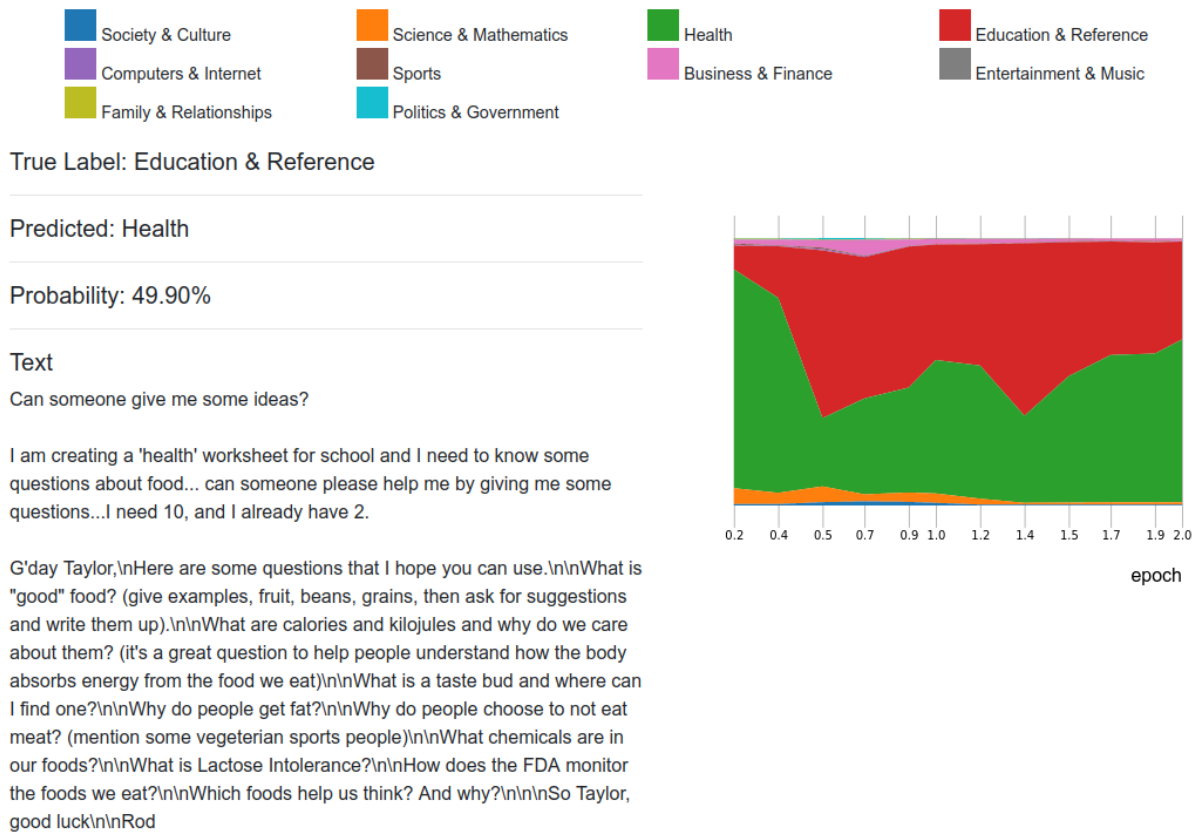 Society & Culture
Science & Mathematics
Health
Education & Reference
Computers & Internet
Sports
Business & Finance
Entertainment & Music
Family & Relationships
Politics & Government
True Label: Education & Reference
Predicted: Health
Probability: 49.90%
Text
Can someone give me some ideas?
I am creating a 'health' worksheet for school and I need to know some
questions about food... can someone please help me by giving me some
questions...I need 10, and I already have 2.
G'day Taylor,\nHere are some questions that I hope you can use.\n\nWhat is
"good" food? (give examples, fruit, beans, grains, then ask for suggestions
and write them up).\n\nWhat are calories and kilojules and why do we care
about them? (it's a great question to help people understand how the body
absorbs energy from the food we eat)\n\nWhat is a taste bud and where can
I find one?\n\nWhy do people get fat?\n\nWhy do people choose to not eat
meat? (mention some vegeterian sports people)\n\nWhat chemicals are in
our foods?\n\nWhat is Lactose Intolerance?\n\nHow does the FDA monitor
the foods we eat?\n\nWhich foods help us think? And why?\n\n\nSo Taylor,
good luck\n\nRod
0.2 0.4 0.5 0.7 0.9 1.0 1.2 1.4 1.5 1.7 1.9 2.0
epoch